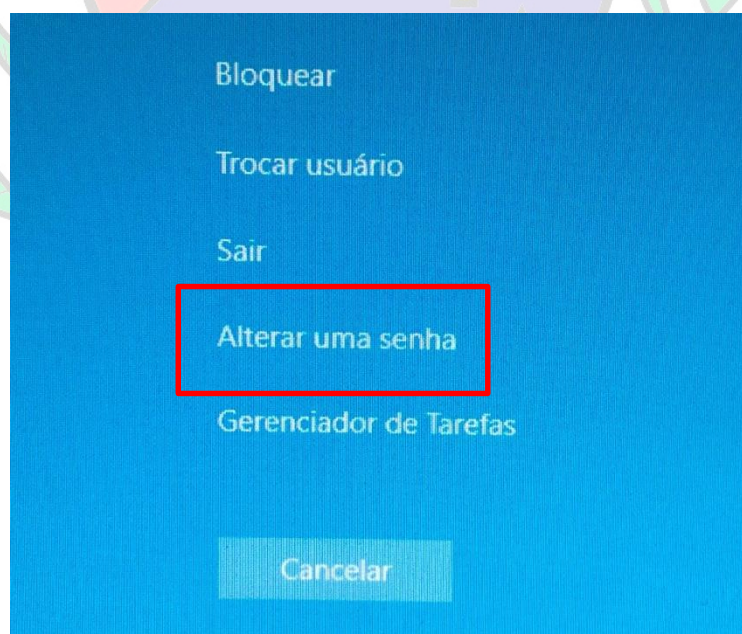 Bloquear
Trocar usuário
Sair
Alterar uma senha
Gerenciador de Tarefas
Cancelar